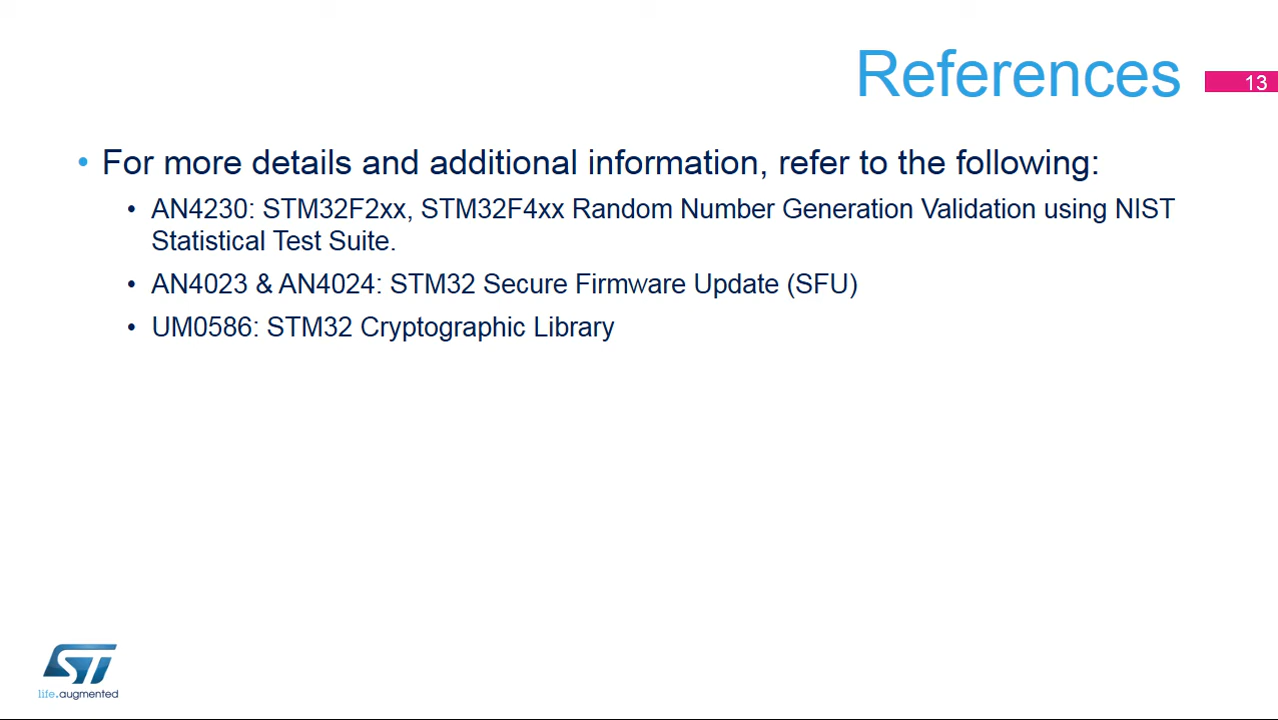 References
13
• For more details and additional information, refer to the following:
• AN4230: STM32F2xx, STM32F4xx Random Number Generation Validation using NIST
Statistical Test Suite.
• AN4023 & AN4024: STM32 Secure Firmware Update (SFU)
• UM0586: STM32 Cryptographic Library
ST
life.augmented